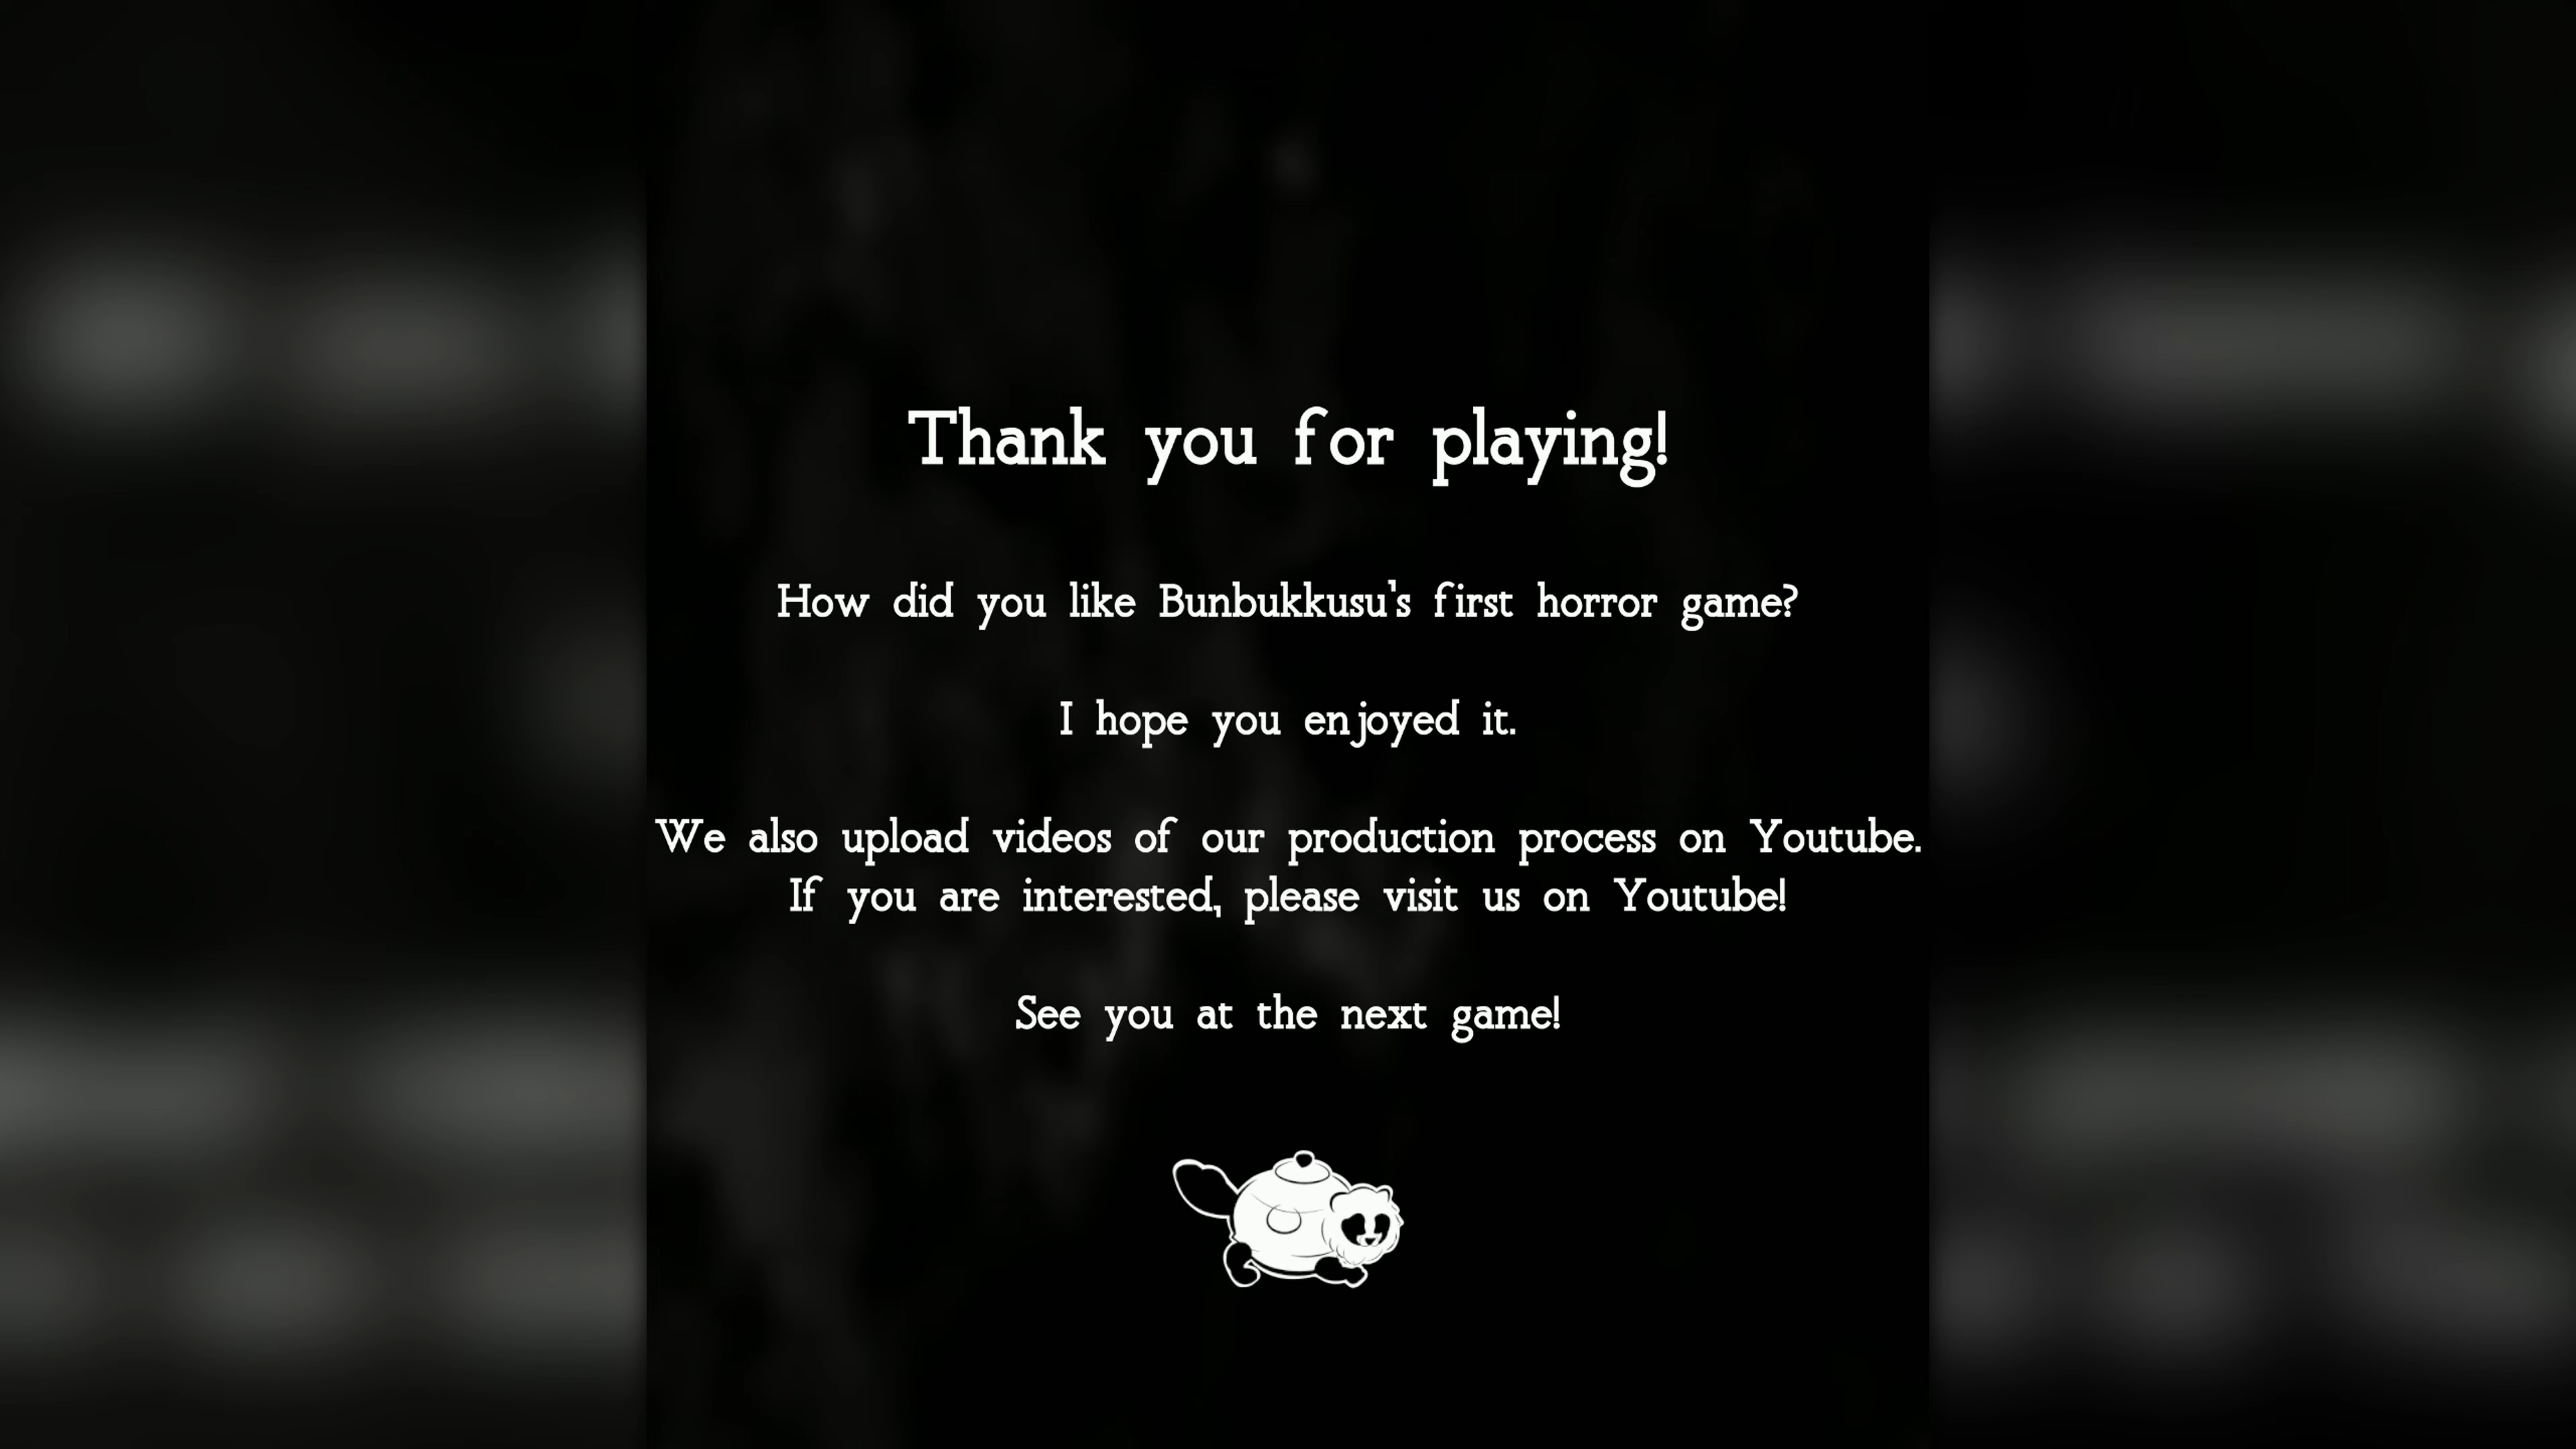 Thank you for playing!
How did you like Bunbukkusu's first horror game?
I hope you enjoyed it.
We also upload videos of our production process on Youtube.
If you are interested, please visit us on Youtube!
See you at the next game!